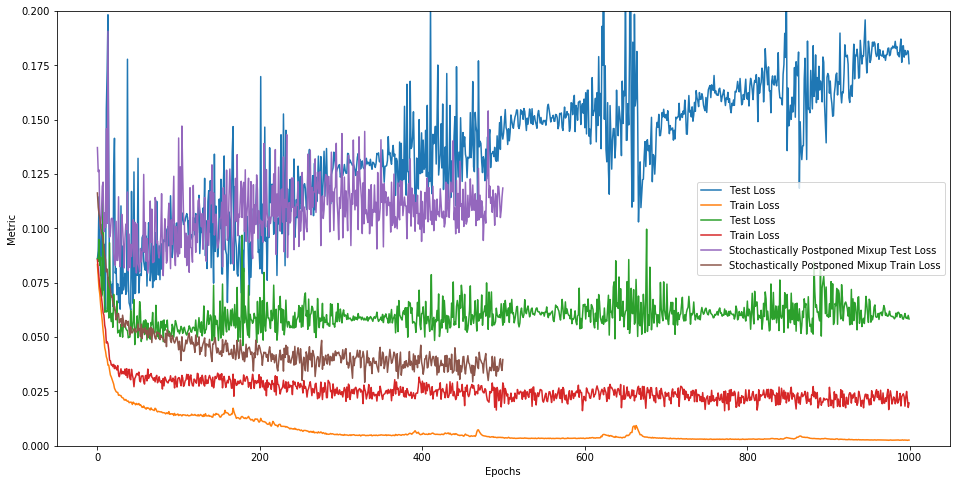 0.200
0.175
0.150
0.125
0.100
0.075
0.050
0.025
0.000
Metric
Test Loss
Train Loss
Test Loss
Train Loss
Stochastically Postponed Mixup Test Loss
Stochastically Postponed Mixup Train Loss
0 200 400 600 800 1000
Epochs